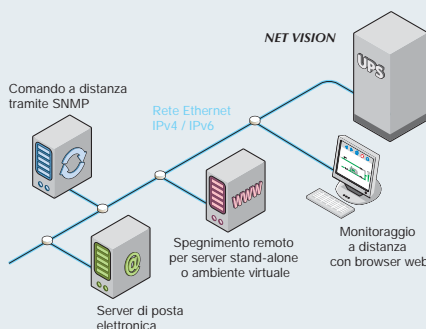 NET VISION
UPS
Comando a distanza
tramite SNMP
Rete Ethernet
IPv4 / IPv6
www
@
Spegnimento remoto
per server stand-alone
o ambiente virtuale
Monitoraggio
a distanza
con browser web
Server di posta
elettronica